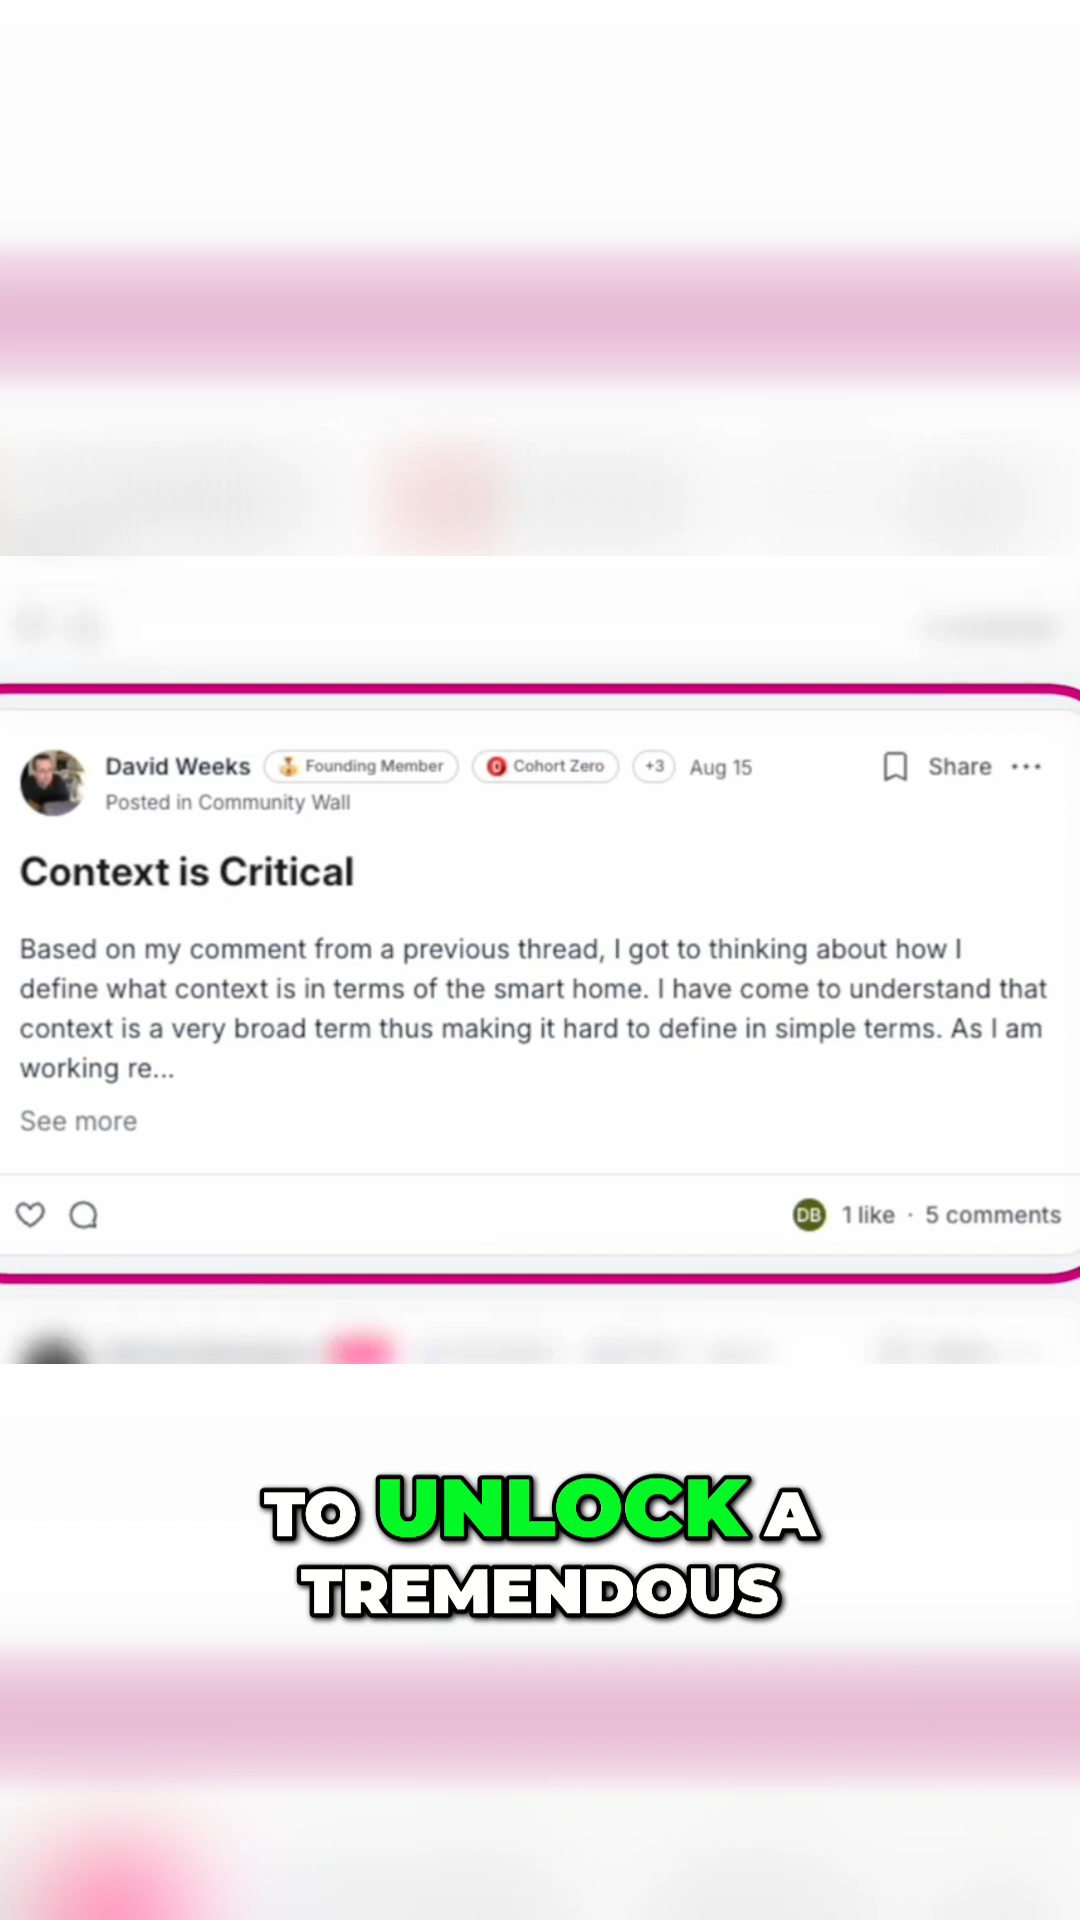 David Weeks Founding Member 0 Cohort Zero +3 Aug 15 Share ...
Posted in Community Wall
Context is Critical
Based on my comment from a previous thread, I got to thinking about how I
define what context is in terms of the smart home. I have come to understand that
context is a very broad term thus making it hard to define in simple terms. As I am
working re...
See more
DB 1 like · 5 comments
TO UNLOCK A
TREMENDOUS